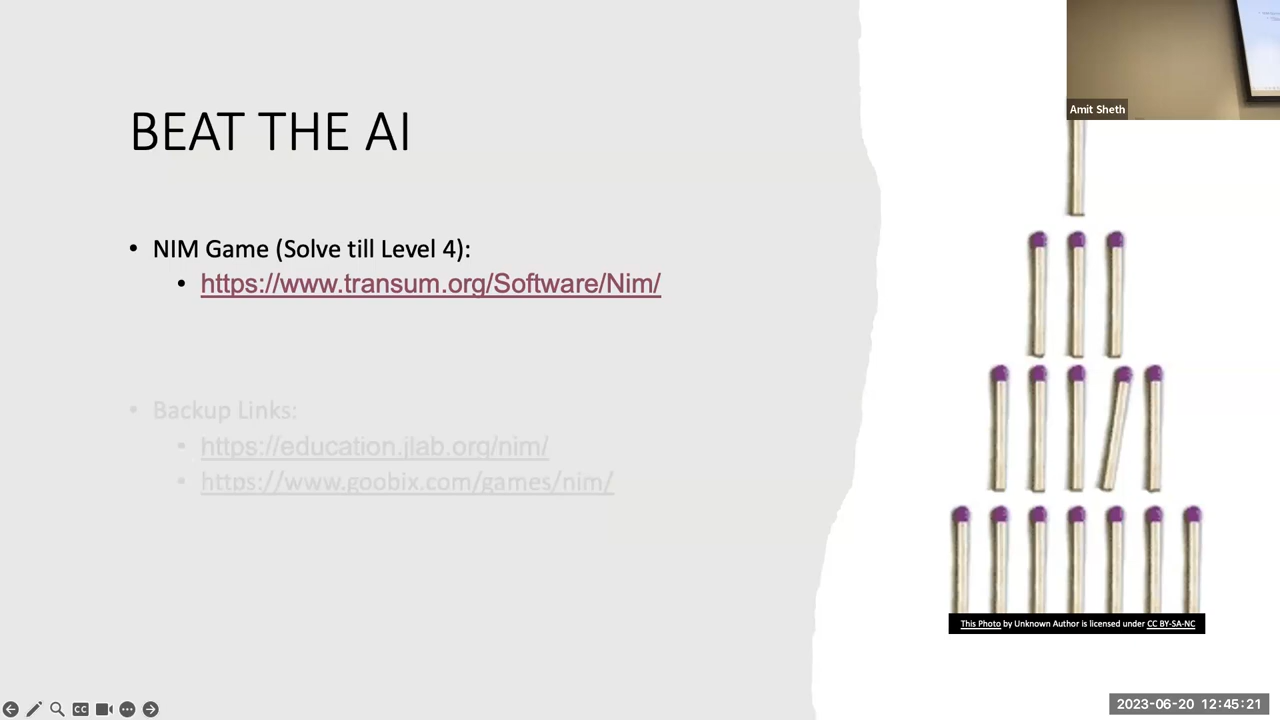 Amit Sheth
BEAT THE AI
• NIM Game (Solve till Level 4):
• https://www.transum.org/Software/Nim/
• Backup Links:
• https://education.jlab.org/nim/
• https://www.goobix.com/games/nim/
This Photo by Unknown Author is licensed under CC BY-SA-NC
CC
2023-06-20 12:45:21